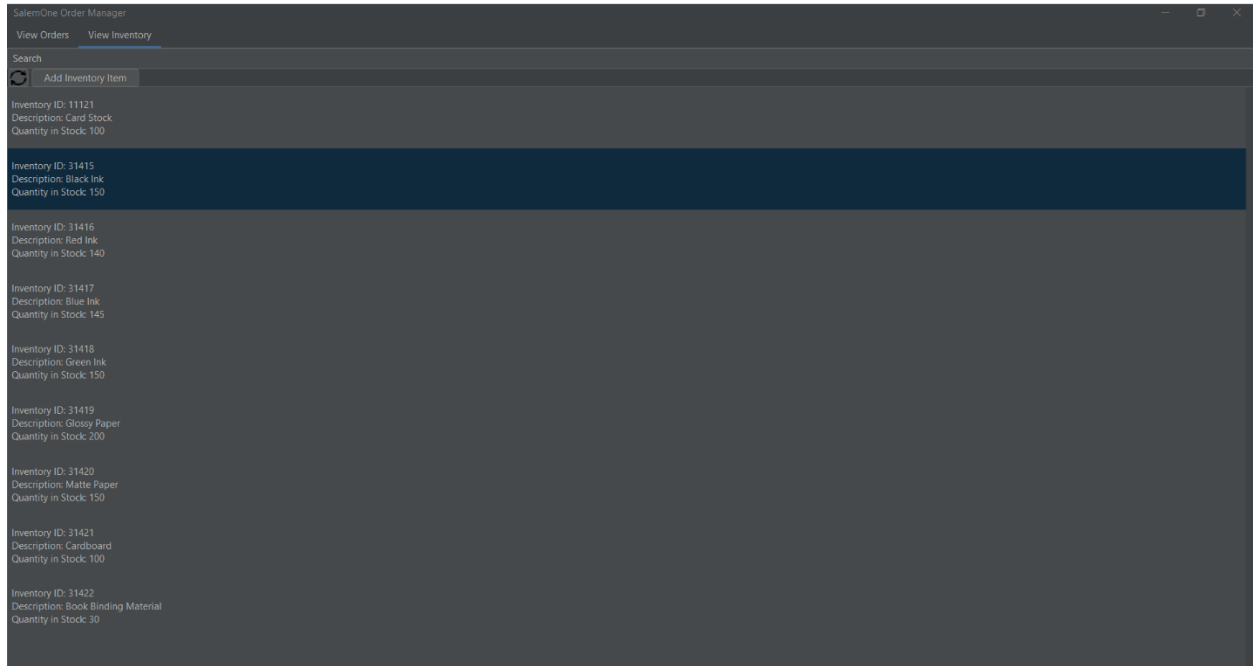 SalemOne Order Manager
View Orders View Inventory
Search
Add Inventory Item
Inventory ID: 11121
Description: Card Stock
Quantity in Stock: 100
Inventory ID: 31415
Description: Black Ink
Quantity in Stock: 150
Inventory ID: 31416
Description: Red Ink
Quantity in Stock: 140
Inventory ID: 31417
Description: Blue Ink
Quantity in Stock: 145
Inventory ID: 31418
Description: Green Ink
Quantity in Stock: 150
Inventory ID: 31419
Description: Glossy Paper
Quantity in Stock: 200
Inventory ID: 31420
Description: Matte Paper
Quantity in Stock: 150
Inventory ID: 31421
Description: Cardboard
Quantity in Stock: 100
Inventory ID: 31422
Description: Book Binding Material
Quantity in Stock: 30